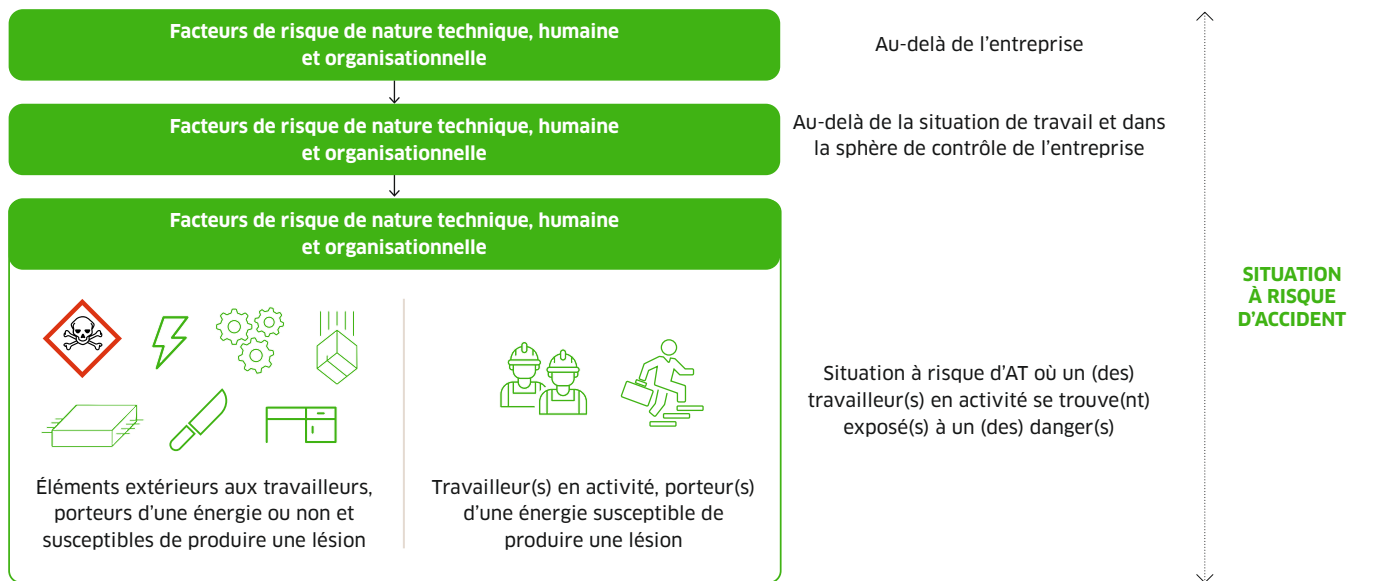 Facteurs de risque de nature technique, humaine
et organisationnelle
Au-delà de l’entreprise
Facteurs de risque de nature technique, humaine
et organisationnelle
Au-delà de la situation de travail et dans
la sphère de contrôle de l’entreprise
Facteurs de risque de nature technique, humaine
et organisationnelle
Éléments extérieurs aux travailleurs,
porteurs d’une énergie ou non et
susceptibles de produire une lésion
Travailleur(s) en activité, porteur(s)
d’une énergie susceptible de
produire une lésion
Situation à risque d’AT où un (des)
travailleur(s) en activité se trouve(nt)
exposé(s) à un (des) danger(s)
SITUATION
À RISQUE
D’ACCIDENT